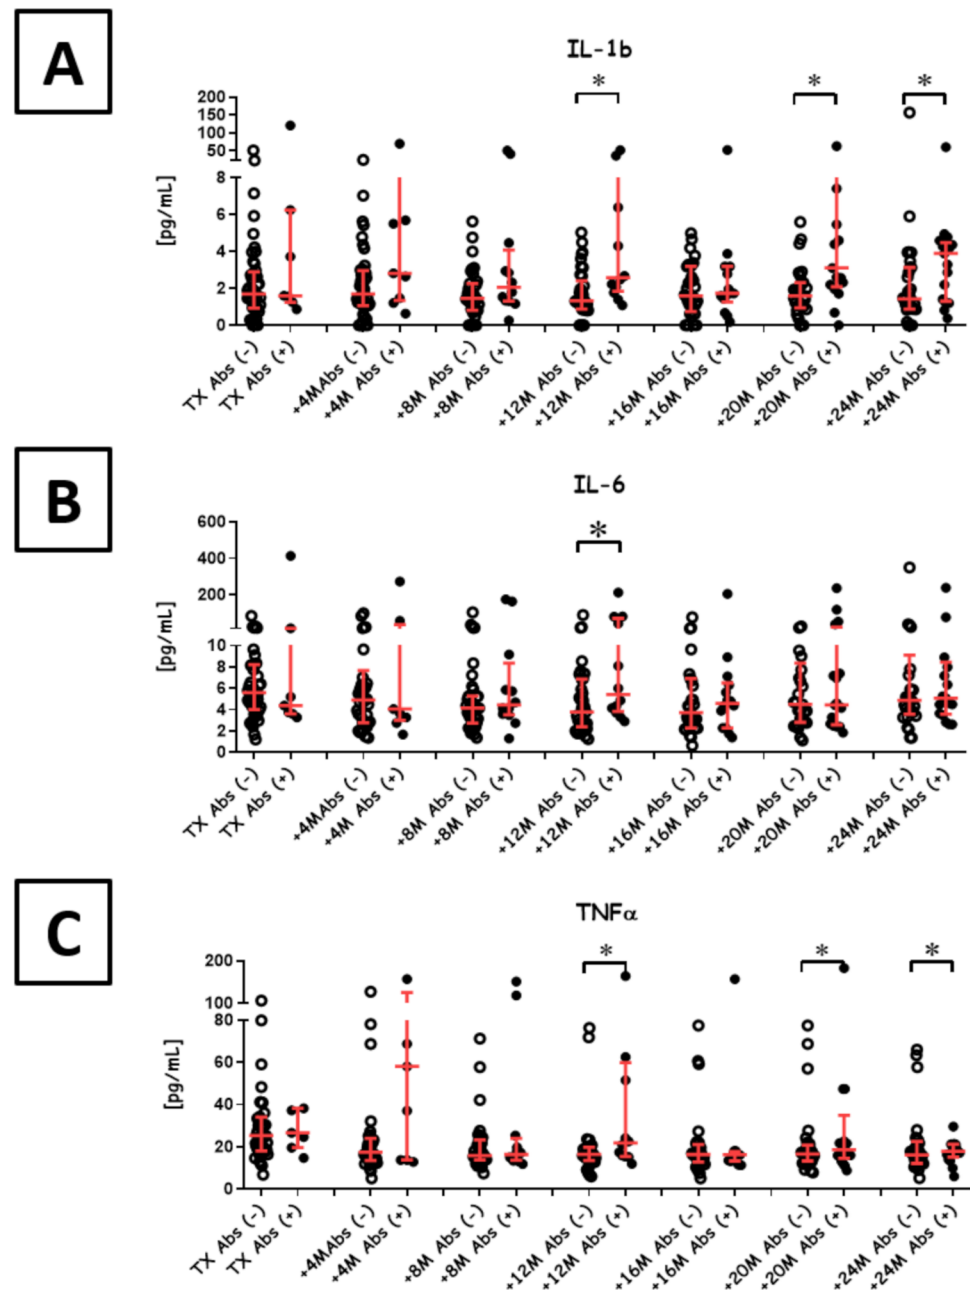 A
IL-1b
* * *
200
150
100
50
8
6
4
2
0
[pg/mL]
TX Abs (-)
TX Abs (+)
+4MAbs (-)
+4M Abs (+)
+8M Abs (-)
+8M Abs (+)
+12M Abs (-)
+12M Abs (+)
+16M Abs (-)
+16M Abs (+)
+20M Abs (-)
+20M Abs (+)
+24M Abs (-)
+24M Abs (+)
B
IL-6
*
600
400
200
10
8
6
4
2
0
[pg/mL]
TX Abs (-)
TX Abs (+)
+4MAbs (-)
+4M Abs (+)
+8M Abs (-)
+8M Abs (+)
+12M Abs (-)
+12M Abs (+)
+16M Abs (-)
+16M Abs (+)
+20M Abs (-)
+20M Abs (+)
+24M Abs (-)
+24M Abs (+)
C
TNFα
* * *
200
100
80
60
40
20
0
[pg/mL]
TX Abs (-)
TX Abs (+)
+4MAbs (-)
+4M Abs (+)
+8M Abs (-)
+8M Abs (+)
+12M Abs (-)
+12M Abs (+)
+16M Abs (-)
+16M Abs (+)
+20M Abs (-)
+20M Abs (+)
+24M Abs (-)
+24M Abs (+)